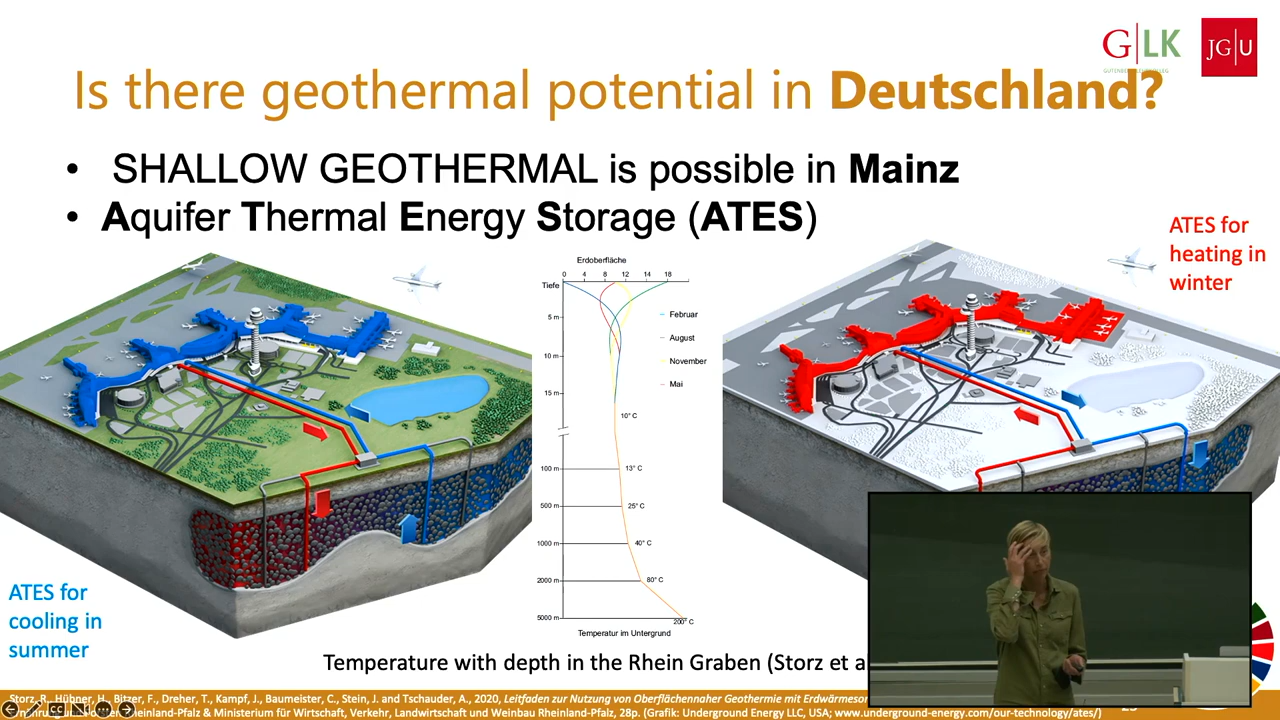 G|LK
JG|U
Is there geothermal potential in Deutschland?
• SHALLOW GEOTHERMAL is possible in Mainz
• Aquifer Thermal Energy Storage (ATES)
ATES for
heating in
winter
Erdoberfläche
0 4 8 12 14 18
Tiefe
5 m
10 m
15 m
100 m
500 m
1000 m
2000 m
5000 m
Februar
August
November
Mai
10° C
13° C
25° C
40° C
80° C
200° C
Temperatur im Untergrund
ATES for
cooling in
summer
Temperature with depth in the Rhein Graben (Storz et al
Storz, R., Hübner, H., Bitzer, F., Dreher, T., Kampf, J., Baumeister, C., Stein, J. and Tschauder, A., 2020, Leitfaden zur Nutzung von Oberflächennaher Geothermie mit Erdwärmeson
Rheinland-Pfalz & Ministerium für Wirtschaft, Verkehr, Landwirtschaft und Weinbau Rheinland-Pfalz, 28p. (Grafik: Underground Energy LLC, USA; www.underground-energy.com/our-technology/ates/)